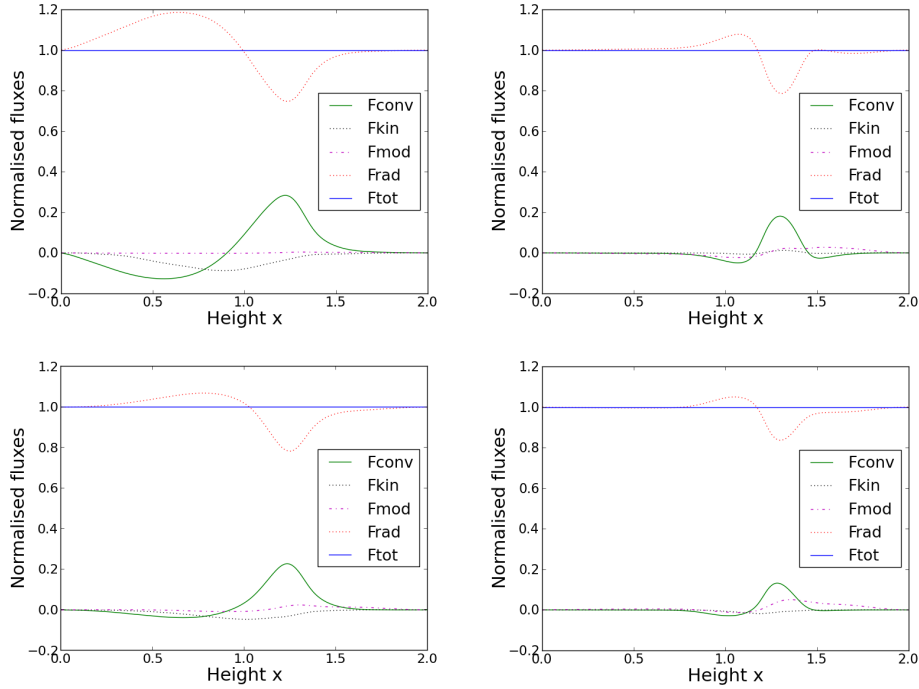 1.2
1.0
0.8
0.6
0.4
0.2
0.0
−0.2
Normalised fluxes
Fconv
Fkin
Fmod
Frad
Ftot
0.0 0.5 1.0 1.5 2.0
Height x
1.2
1.0
0.8
0.6
0.4
0.2
0.0
−0.2
Normalised fluxes
Fconv
Fkin
Fmod
Frad
Ftot
0.0 0.5 1.0 1.5 2.0
Height x
1.2
1.0
0.8
0.6
0.4
0.2
0.0
−0.2
Normalised fluxes
Fconv
Fkin
Fmod
Frad
Ftot
0.0 0.5 1.0 1.5 2.0
Height x
1.2
1.0
0.8
0.6
0.4
0.2
0.0
−0.2
Normalised fluxes
Fconv
Fkin
Fmod
Frad
Ftot
0.0 0.5 1.0 1.5 2.0
Height x